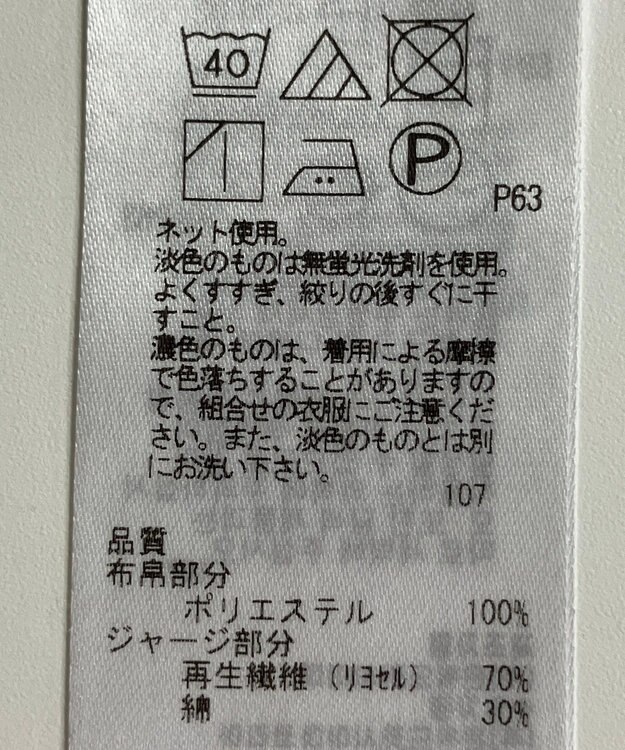 40
P
P63
ネット使用。
淡色のものは無蛍光洗剤を使用。
よくすすぎ、絞りの後すぐに干
すこと。
濃色のものは、着用による摩擦
で色落ちすることがありますの
で、組合せの衣服にご注意くだ
さい。また、淡色のものとは別
にお洗い下さい。
107
品質
布帛部分
ポリエステル 100%
ジャージ部分
再生繊維（リヨセル） 70%
綿 30%